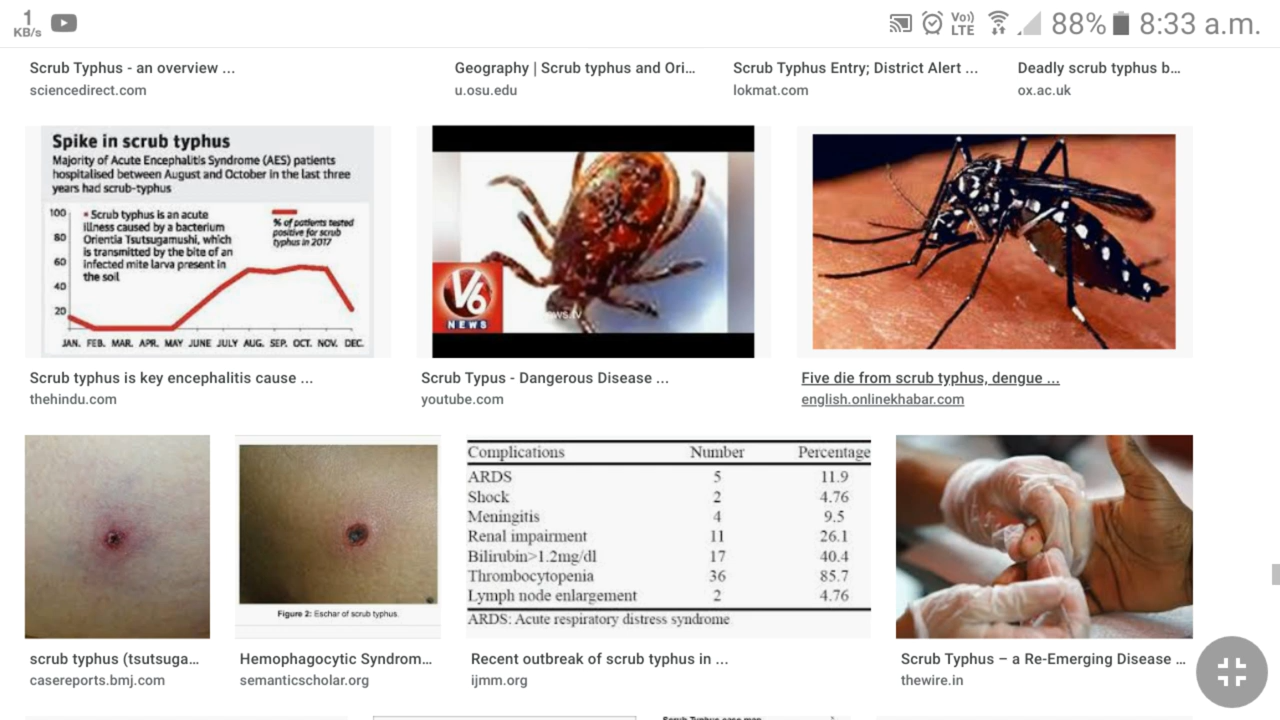 1
KB/s
Vo))
LTE
88%
8:33 a.m.
Scrub Typhus - an overview ...
sciencedirect.com
Geography | Scrub typhus and Ori...
u.osu.edu
Scrub Typhus Entry; District Alert ...
lokmat.com
Deadly scrub typhus b...
ox.ac.uk
Spike in scrub typhus
Majority of Acute Encephalitis Syndrome (AES) patients
hospitalised between August and October in the last three
years had scrub-typhus
• Scrub typhus is an acute
illness caused by a bacterium
Orientia Tsutsugamushi, which
is transmitted by the bite of an
infected mite larva present in
the soil
% of patients tested
positive for scrub
typhus in 2017
100
80
60
40
20
JAN. FEB. MAR. APR. MAY JUNE JULY AUG. SEP. OCT. NOV. DEC.
Scrub typhus is key encephalitis cause ...
thehindu.com
V6
NEWS
ws.tv
Scrub Typus - Dangerous Disease ...
youtube.com
Five die from scrub typhus, dengue ...
english.onlinekhabar.com
scrub typhus (tsutsuga...
casereports.bmj.com
Figure 2: Eschar of scrub typhus.
Hemophagocytic Syndrom...
semanticscholar.org
Complications Number Percentage
ARDS 5 11.9
Shock 2 4.76
Meningitis 4 9.5
Renal impairment 11 26.1
Bilirubin>1.2mg/dl 17 40.4
Thrombocytopenia 36 85.7
Lymph node enlargement 2 4.76
ARDS: Acute respiratory distress syndrome
Recent outbreak of scrub typhus in ...
ijmm.org
Scrub Typhus – a Re-Emerging Disease ...
thewire.in